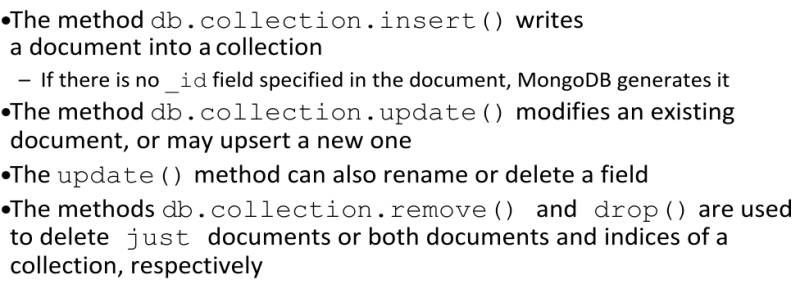 •The method db.collection.insert() writes
a document into a collection
– If there is no _id field specified in the document, MongoDB generates it
•The method db.collection.update() modifies an existing
document, or may upsert a new one
•The update() method can also rename or delete a field
•The methods db.collection.remove() and drop() are used
to delete just documents or both documents and indices of a
collection, respectively